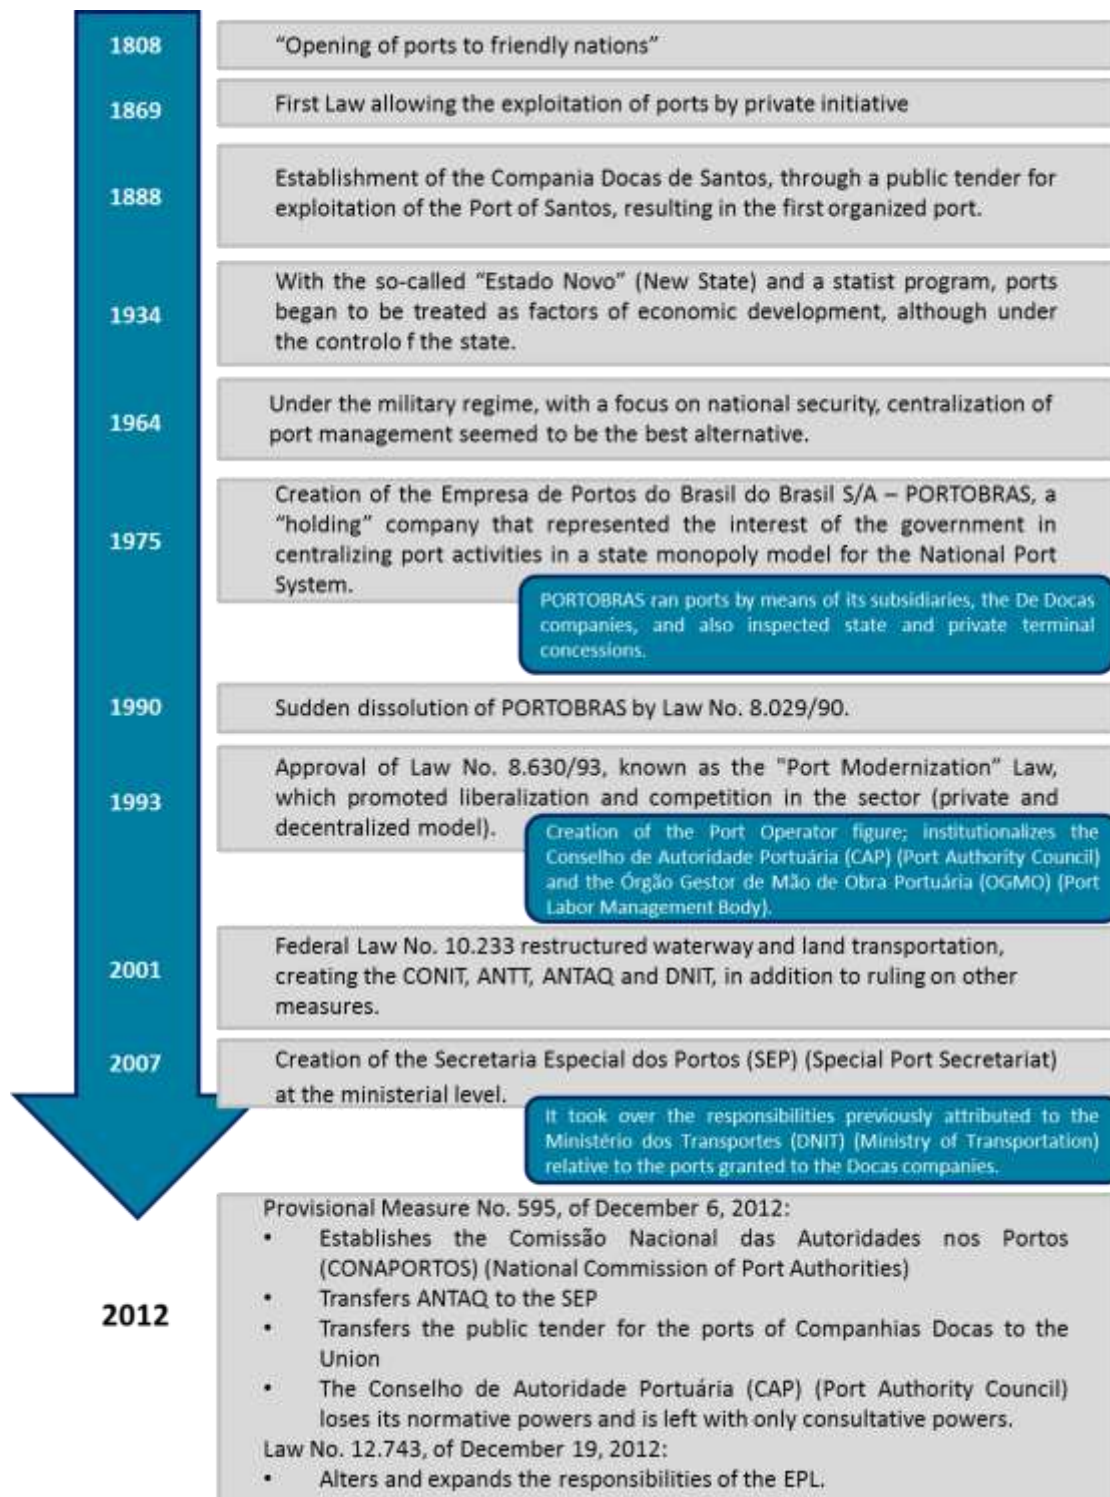 1808
“Opening of ports to friendly nations”
1869
First Law allowing the exploitation of ports by private initiative
1888
Establishment of the Compania Docas de Santos, through a public tender for
exploitation of the Port of Santos, resulting in the first organized port.
1934
With the so-called “Estado Novo” (New State) and a statist program, ports
began to be treated as factors of economic development, although under
the controlo f the state.
1964
Under the military regime, with a focus on national security, centralization of
port management seemed to be the best alternative.
1975
Creation of the Empresa de Portos do Brasil do Brasil S/A – PORTOBRAS, a
“holding” company that represented the interest of the government in
centralizing port activities in a state monopoly model for the National Port
System.
PORTOBRAS ran ports by means of its subsidiaries, the De Docas
companies, and also inspected state and private terminal
concessions.
1990
Sudden dissolution of PORTOBRAS by Law No. 8.029/90.
1993
Approval of Law No. 8.630/93, known as the "Port Modernization” Law,
which promoted liberalization and competition in the sector (private and
decentralized model).
Creation of the Port Operator figure; institutionalizes the
Conselho de Autoridade Portuária (CAP) (Port Authority Council)
and the Órgão Gestor de Mão de Obra Portuária (OGMO) (Port
Labor Management Body).
2001
Federal Law No. 10.233 restructured waterway and land transportation,
creating the CONIT, ANTT, ANTAQ and DNIT, in addition to ruling on other
measures.
2007
Creation of the Secretaria Especial dos Portos (SEP) (Special Port Secretariat)
at the ministerial level.
It took over the responsibilities previously attributed to the
Ministério dos Transportes (DNIT) (Ministry of Transportation)
relative to the ports granted to the Docas companies.
2012
Provisional Measure No. 595, of December 6, 2012:
• Establishes the Comissão Nacional das Autoridades nos Portos
(CONAPORTOS) (National Commission of Port Authorities)
• Transfers ANTAQ to the SEP
• Transfers the public tender for the ports of Companhias Docas to the
Union
• The Conselho de Autoridade Portuária (CAP) (Port Authority Council)
loses its normative powers and is left with only consultative powers.
Law No. 12.743, of December 19, 2012:
• Alters and expands the responsibilities of the EPL.